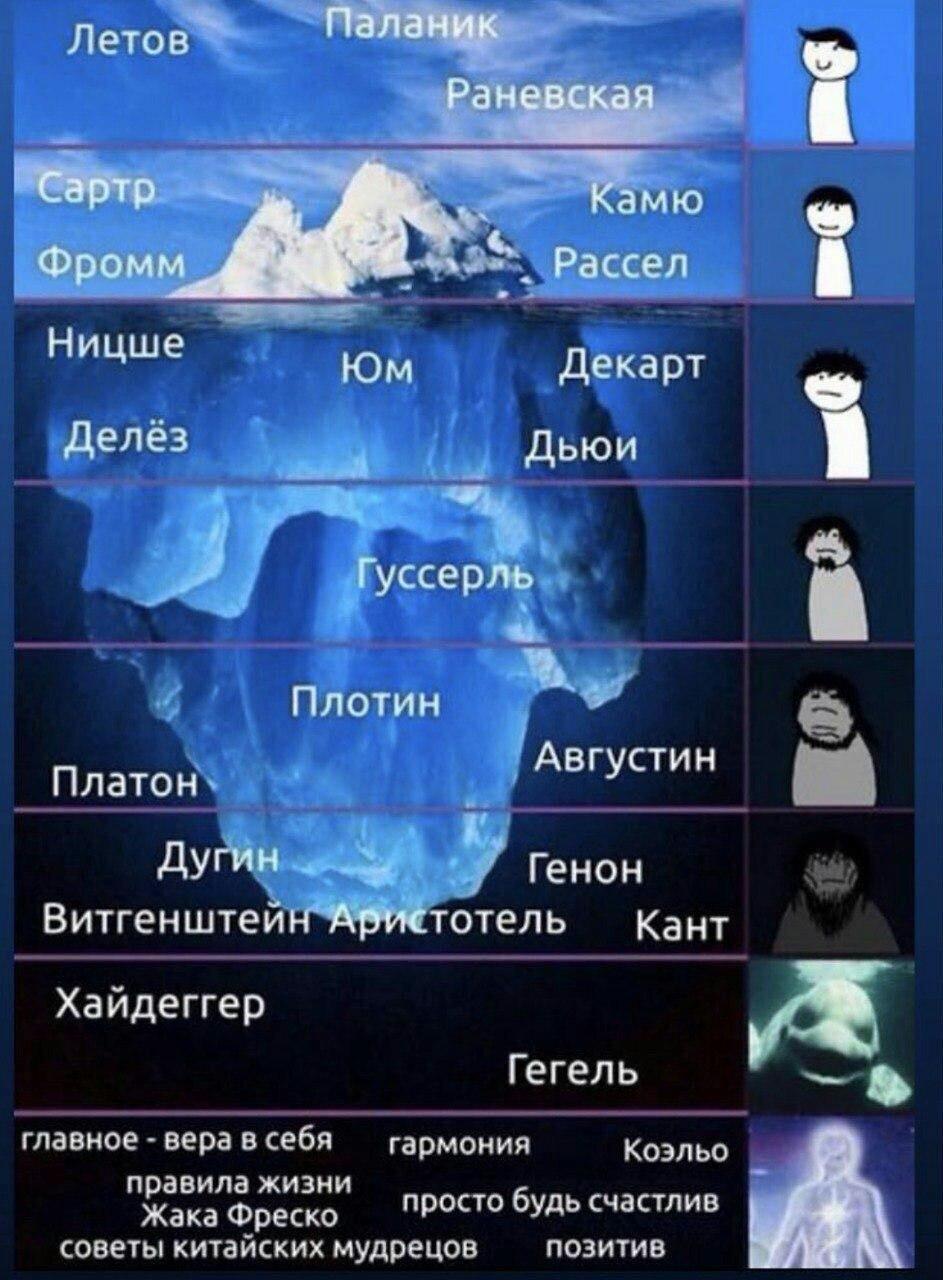 Летов
Паланик
Раневская
Сартр
Камю
Фромм
Рассел
Ницше
Юм
Декарт
Делёз
Дьюи
Гуссерль
Плотин
Августин
Платон
Дугин
Генон
Витгенштейн Аристотель Кант
Хайдеггер
Гегель
главное - вера в себя
гармония
Коэльо
правила жизни
Жака Фреско
просто будь счастлив
советы китайских мудрецов
позитив